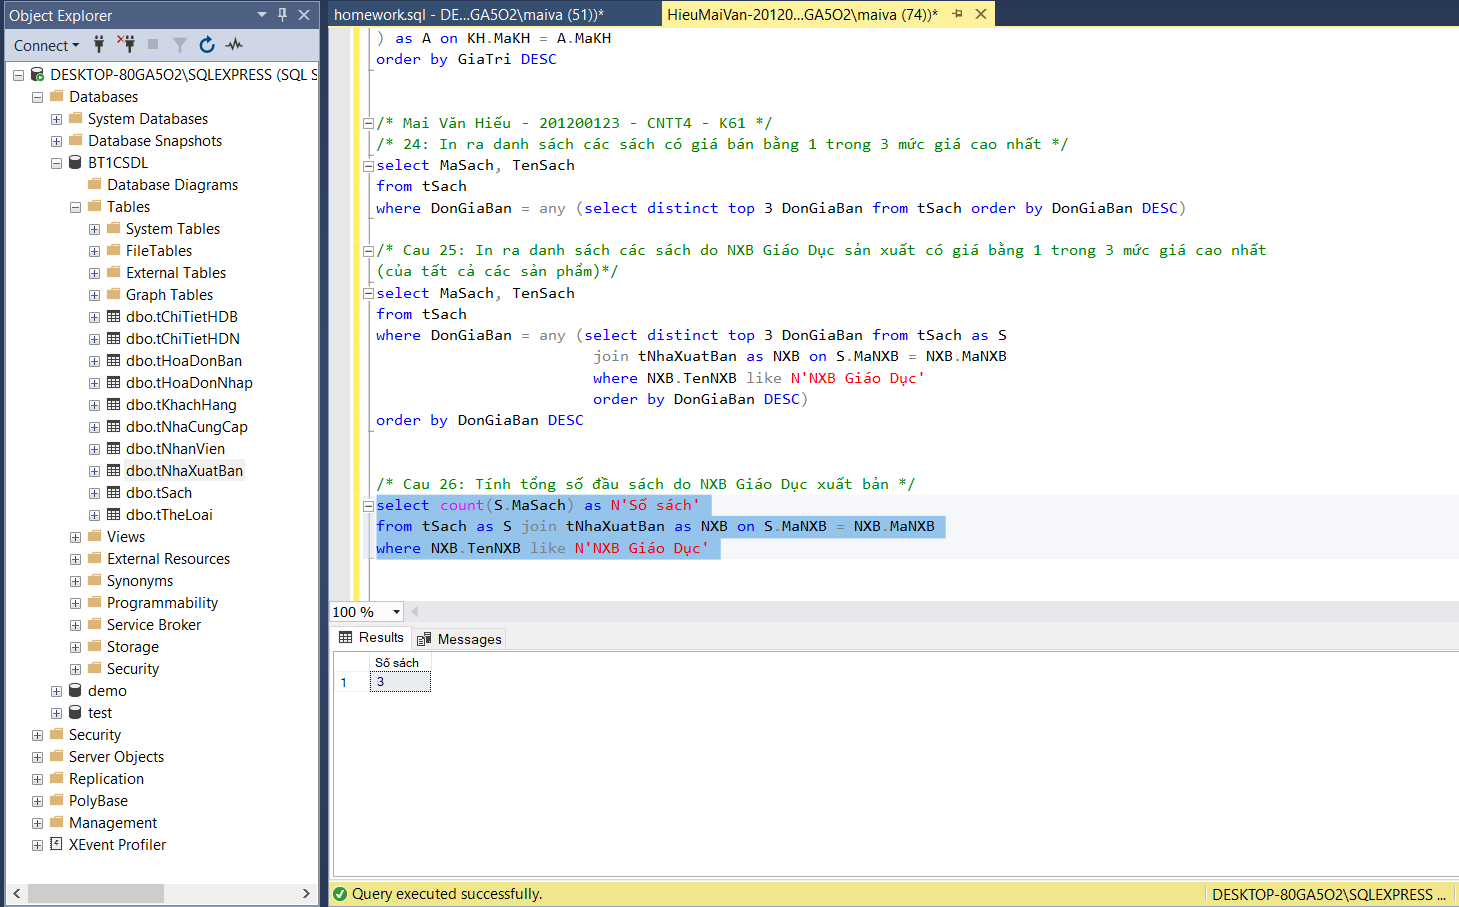 Object Explorer
Connect
DESKTOP-80GA5O2\SQLEXPRESS (SQL S
Databases
System Databases
Database Snapshots
BT1CSDL
Database Diagrams
Tables
System Tables
FileTables
External Tables
Graph Tables
dbo.tChiTietHDB
dbo.tChiTietHDN
dbo.tHoaDonBan
dbo.tHoaDonNhap
dbo.tKhachHang
dbo.tNhaCungCap
dbo.tNhanVien
dbo.tNhaXuatBan
dbo.tSach
dbo.tTheLoai
Views
External Resources
Synonyms
Programmability
Service Broker
Storage
Security
demo
test
Security
Server Objects
Replication
PolyBase
Management
XEvent Profiler
homework.sql - DE...GA5O2\maiva (51))*
HieuMaiVan-20120...GA5O2\maiva (74))*
) as A on KH.MaKH = A.MaKH
order by GiaTri DESC
/* Mai Văn Hiếu - 201200123 - CNTT4 - K61 */
/* 24: In ra danh sách các sách có giá bán bằng 1 trong 3 mức giá cao nhất */
select MaSach, TenSach
from tSach
where DonGiaBan = any (select distinct top 3 DonGiaBan from tSach order by DonGiaBan DESC)
/* Cau 25: In ra danh sách các sách do NXB Giáo Dục sản xuất có giá bằng 1 trong 3 mức giá cao nhất
(của tất cả các sản phẩm)*/
select MaSach, TenSach
from tSach
where DonGiaBan = any (select distinct top 3 DonGiaBan from tSach as S
join tNhaXuatBan as NXB on S.MaNXB = NXB.MaNXB
where NXB.TenNXB like N'NXB Giáo Dục'
order by DonGiaBan DESC)
order by DonGiaBan DESC
/* Cau 26: Tính tổng số đầu sách do NXB Giáo Dục xuất bản */
select count(S.MaSach) as N'Số sách'
from tSach as S join tNhaXuatBan as NXB on S.MaNXB = NXB.MaNXB
where NXB.TenNXB like N'NXB Giáo Dục'
100 %
Results
Messages
Số sách
1 3
Query executed successfully.
DESKTOP-80GA5O2\SQLEXPRESS ...